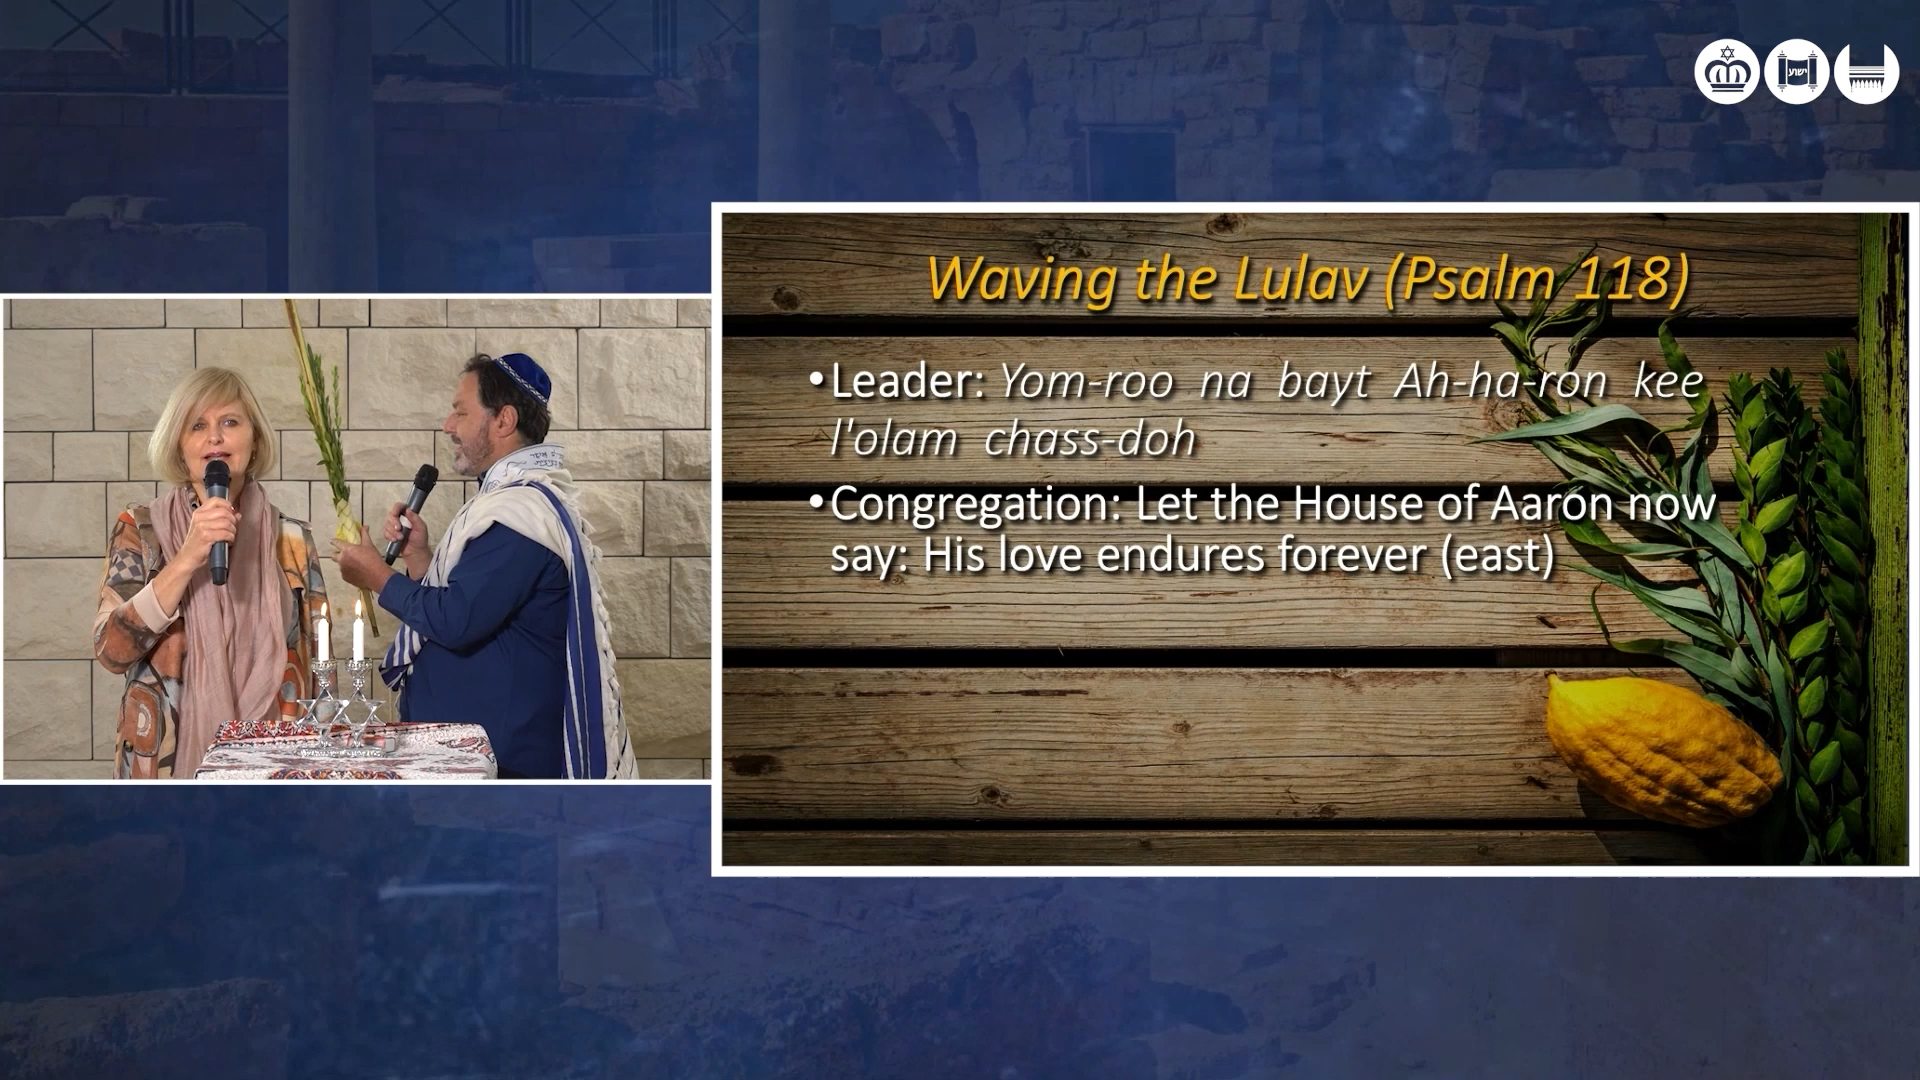 ישוע
Waving the Lulav (Psalm 118)
•Leader: Yom-roo na bayt Ah-ha-ron kee
l'olam chass-doh
•Congregation: Let the House of Aaron now
say: His love endures forever (east)